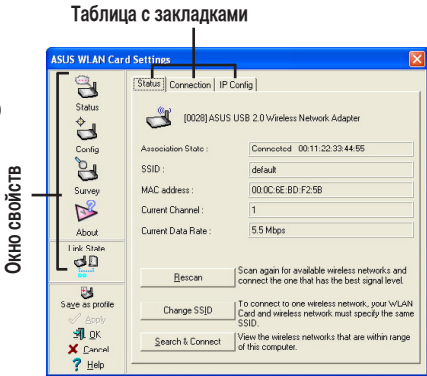 Таблица с закладками
Окно свойств
ASUS WLAN Card Settings
Status
Config
Survey
About
Link State
Save as profile
Apply
OK
Cancel
Help
Status Connection IP Config
[0028] ASUS USB 2.0 Wireless Network Adapter
Association State : Connected 00:11:22:33:44:55
SSID : default
MAC address : 00:0C:6E:BD:F2:5B
Current Channel : 1
Current Data Rate : 5.5 Mbps
Rescan
Scan again for available wireless networks and
connect the one that has the best signal level.
Change SSID
To connect to one wireless network, your WLAN
Card and wireless network must specify the same
SSID.
Search & Connect
View the wireless networks that are within range
of this computer.